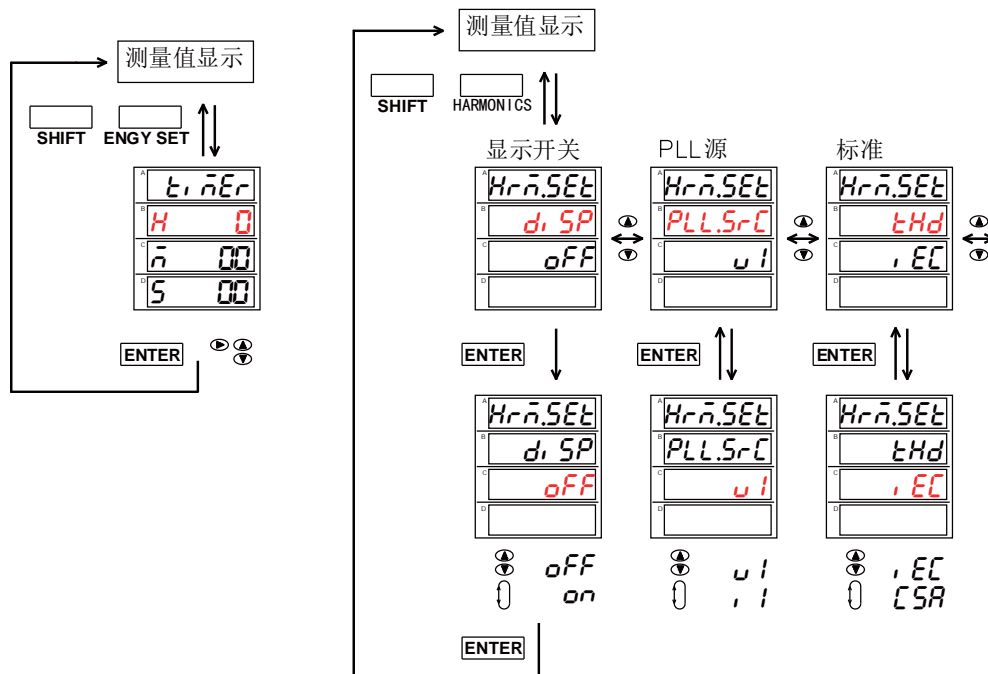 测量值显示
SHIFT ENGY SET
A timEr
B H 0
C m 00
D S 00
ENTER
测量值显示
SHIFT HARMONICS
显示开关 PLL源 标准
A Hrm.SEt A Hrm.SEt A Hrm.SEt
B diSP B PLL.SrC B tHd
C oFF C u1 C iEC
D D D
ENTER ENTER ENTER
A Hrm.SEt A Hrm.SEt A Hrm.SEt
B diSP B PLL.SrC B tHd
C oFF C u1 C iEC
D D D
oFF u1 iEC
on i1 CSA
ENTER